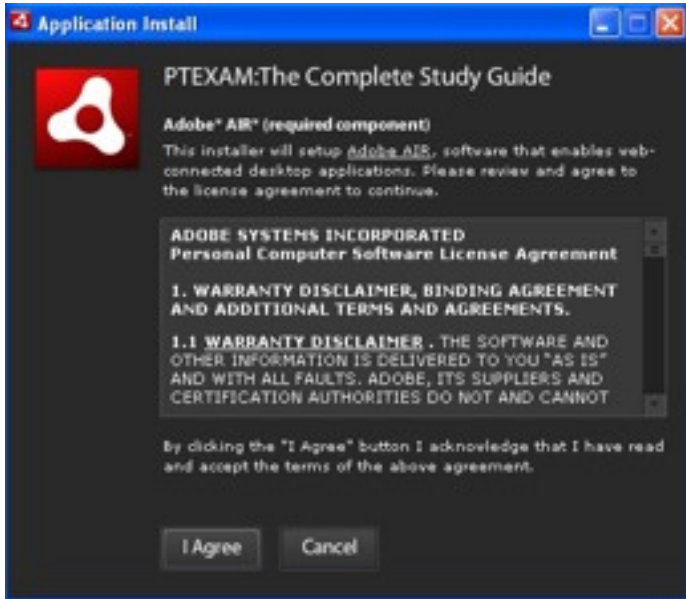 Application Install
PTEXAM:The Complete Study Guide
Adobe® AIR® (required component)
This installer will setup Adobe AIR, software that enables web-
connected desktop applications. Please review and agree to
the license agreement to continue.
ADOBE SYSTEMS INCORPORATED
Personal Computer Software License Agreement
1. WARRANTY DISCLAIMER, BINDING AGREEMENT
AND ADDITIONAL TERMS AND AGREEMENTS.
1.1 WARRANTY DISCLAIMER . THE SOFTWARE AND
OTHER INFORMATION IS DELIVERED TO YOU "AS IS"
AND WITH ALL FAULTS. ADOBE, ITS SUPPLIERS AND
CERTIFICATION AUTHORITIES DO NOT AND CANNOT
By clicking the "I Agree" button I acknowledge that I have read
and accept the terms of the above agreement.
I Agree
Cancel